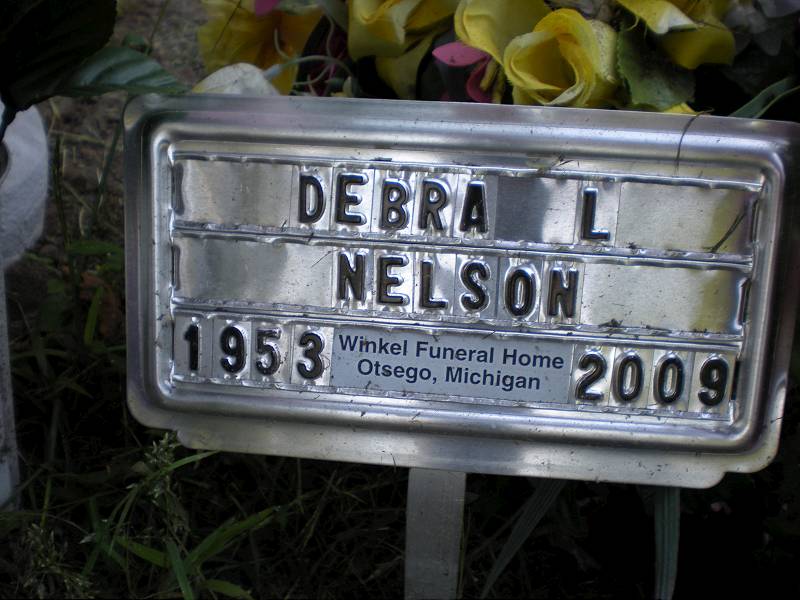 DEBRA L
NELSON
1953 Winkel Funeral Home 2009
Otsego, Michigan